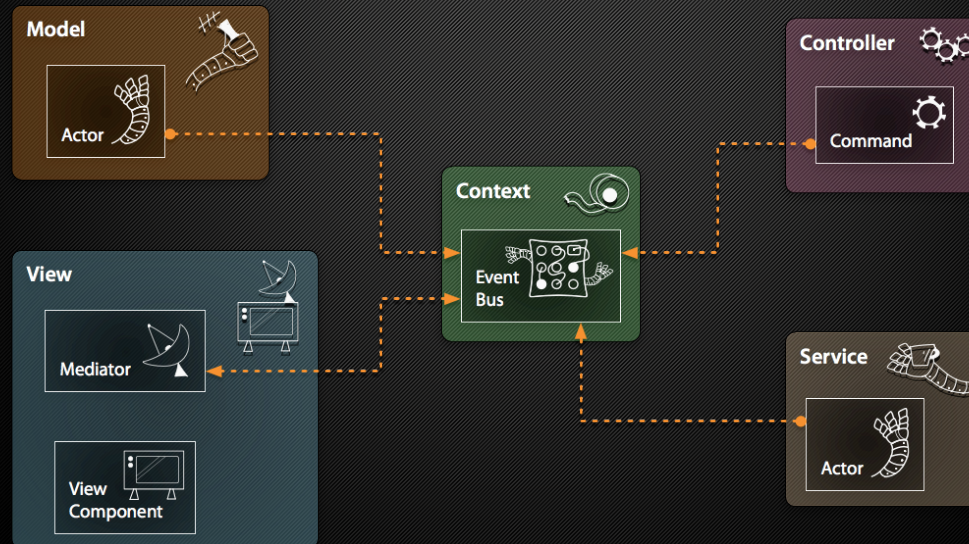 Model
Actor
Controller
Command
Context
Event
Bus
View
Mediator
View
Component
Service
Actor